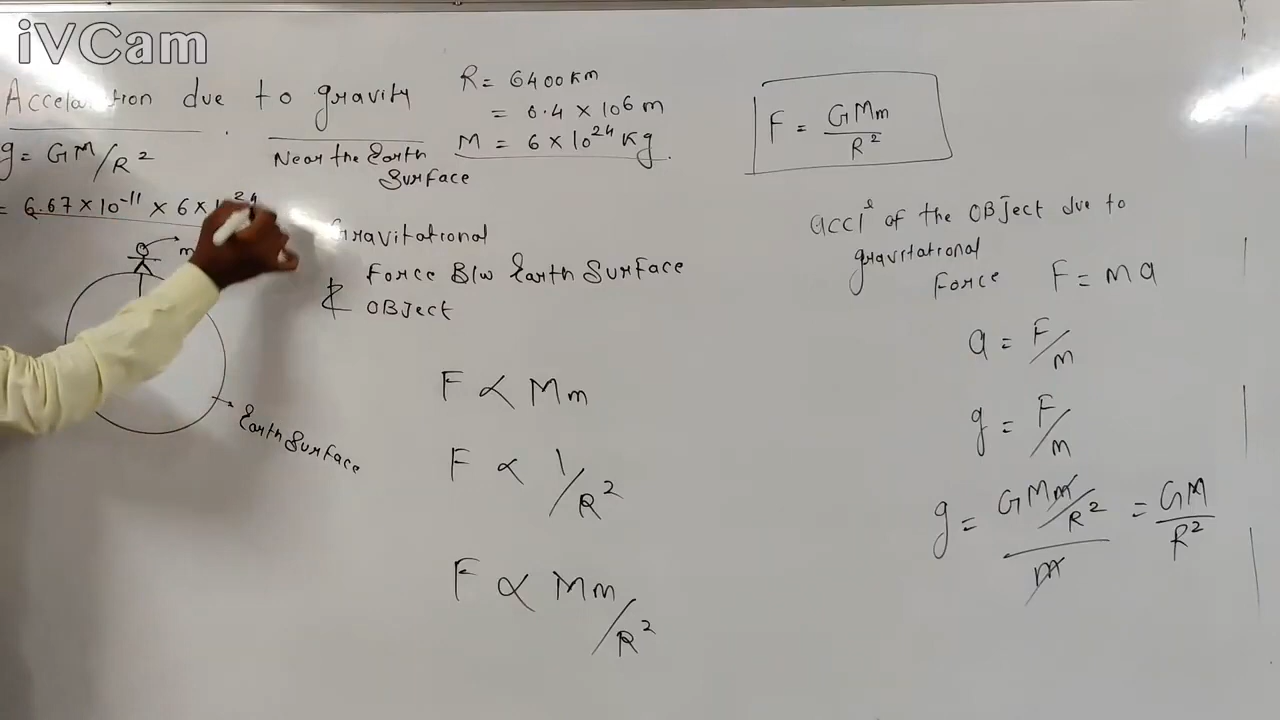 iVCam
due to gravity
Near the Earth
Surface
R = 6400 Km
= 6.4 × 10⁶ m
M = 6 × 10²⁴ Kg.
g = GM/R²
= 6.67 × 10⁻¹¹ × 6 ×
m
Gravitational
Force B/w Earth Surface
& OBJect
Earth Surface
F ∝ Mm
F ∝ 1/R²
F ∝ Mm/R²
F = GMm/R²
accl of the OBJect due to
gravitational
Force F = ma
a = F/m
g = F/m
g = GMm/R²/m = GM/R²